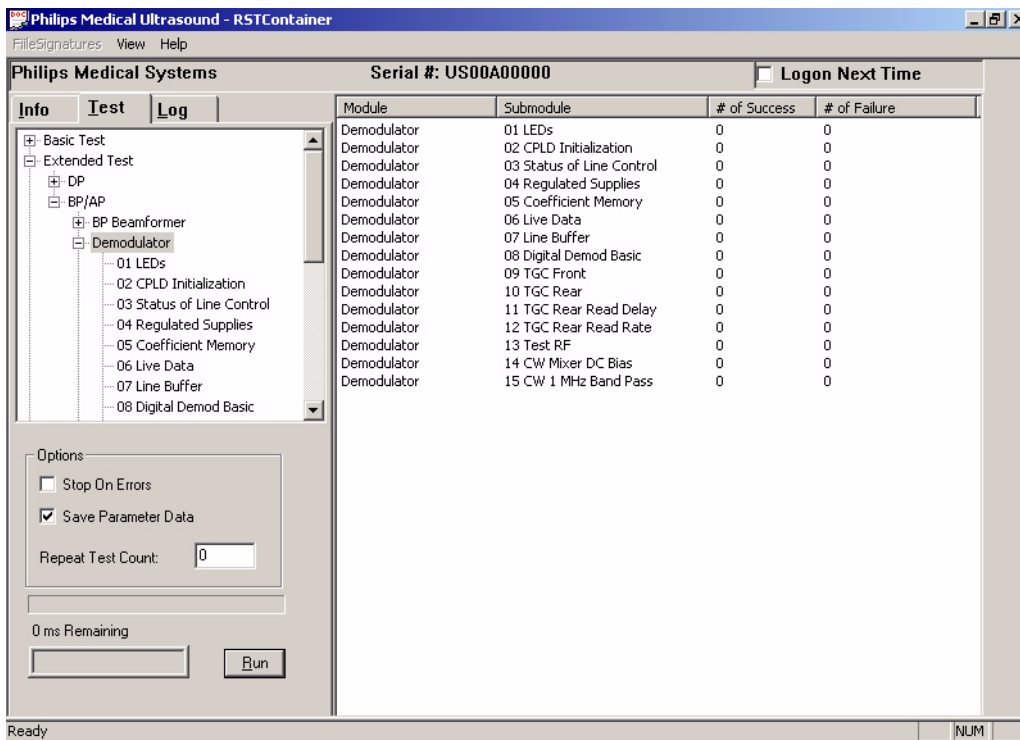 Philips Medical Ultrasound - RSTContainer
FiileSignatures View Help
Philips Medical Systems Serial #: US00A00000 Logon Next Time
Info Test Log
Basic Test
Extended Test
DP
BP/AP
BP Beamformer
Demodulator
01 LEDs
02 CPLD Initialization
03 Status of Line Control
04 Regulated Supplies
05 Coefficient Memory
06 Live Data
07 Line Buffer
08 Digital Demod Basic
Options
Stop On Errors
Save Parameter Data
Repeat Test Count: 0
0 ms Remaining
Run
Module Submodule # of Success # of Failure
Demodulator 01 LEDs 0 0
Demodulator 02 CPLD Initialization 0 0
Demodulator 03 Status of Line Control 0 0
Demodulator 04 Regulated Supplies 0 0
Demodulator 05 Coefficient Memory 0 0
Demodulator 06 Live Data 0 0
Demodulator 07 Line Buffer 0 0
Demodulator 08 Digital Demod Basic 0 0
Demodulator 09 TGC Front 0 0
Demodulator 10 TGC Rear 0 0
Demodulator 11 TGC Rear Read Delay 0 0
Demodulator 12 TGC Rear Read Rate 0 0
Demodulator 13 Test RF 0 0
Demodulator 14 CW Mixer DC Bias 0 0
Demodulator 15 CW 1 MHz Band Pass 0 0
Ready NUM